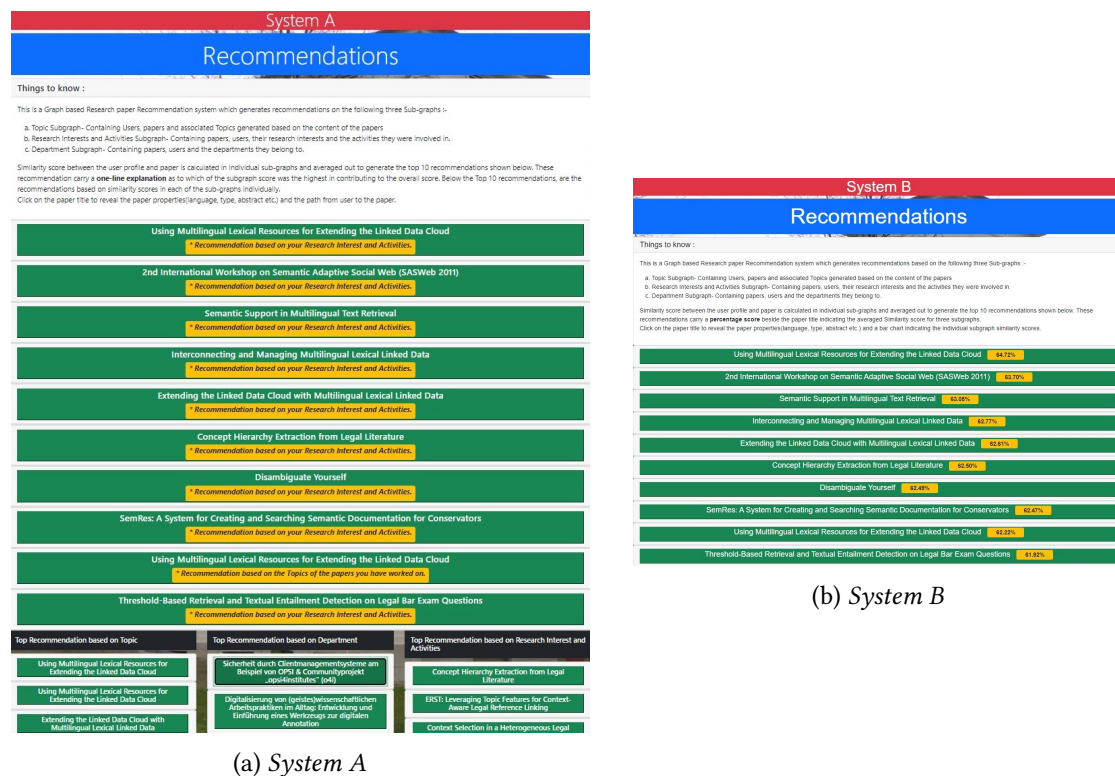 System A
Recommendations
Things to know :
This is a Graph based Research paper Recommendation system which generates recommendations on the following three Sub-graphs :-
a. Topic Subgraph- Containing Users, papers and associated Topics generated based on the content of the papers
b. Research Interests and Activities Subgraph- Containing papers, users, their research interests and the activities they were involved in.
c. Department Subgraph- Containing papers, users and the departments they belong to.
Similarity score between the user profile and paper is calculated in individual sub-graphs and averaged out to generate the top 10 recommendations shown below. These
recommendation carry a one-line explanation as to which of the subgraph score was the highest in contributing to the overall score. Below the Top 10 recommendations, are the
recommendations based on similarity scores in each of the sub-graphs individually.
Click on the paper title to reveal the paper properties(language, type, abstract etc.) and the path from user to the paper.
Using Multilingual Lexical Resources for Extending the Linked Data Cloud
* Recommendation based on your Research Interest and Activities.
2nd International Workshop on Semantic Adaptive Social Web (SASWeb 2011)
* Recommendation based on your Research Interest and Activities.
Semantic Support in Multilingual Text Retrieval
* Recommendation based on your Research Interest and Activities.
Interconnecting and Managing Multilingual Lexical Linked Data
* Recommendation based on your Research Interest and Activities.
Extending the Linked Data Cloud with Multilingual Lexical Linked Data
* Recommendation based on your Research Interest and Activities.
Concept Hierarchy Extraction from Legal Literature
* Recommendation based on your Research Interest and Activities.
Disambiguate Yourself
* Recommendation based on your Research Interest and Activities.
SemRes: A System for Creating and Searching Semantic Documentation for Conservators
* Recommendation based on your Research Interest and Activities.
Using Multilingual Lexical Resources for Extending the Linked Data Cloud
* Recommendation based on the Topics of the papers you have worked on.
Threshold-Based Retrieval and Textual Entailment Detection on Legal Bar Exam Questions
* Recommendation based on your Research Interest and Activities.
Top Recommendation based on Topic
Using Multilingual Lexical Resources for
Extending the Linked Data Cloud
Using Multilingual Lexical Resources for
Extending the Linked Data Cloud
Extending the Linked Data Cloud with
Multilingual Lexical Linked Data
Top Recommendation based on Department
Sicherheit durch Clientmanagementsysteme am
Beispiel von OPSI & Communityprojekt
„opsi4institutes" (o4i)
Digitalisierung von (geistes)wissenschaftlichen
Arbeitspraktiken im Alltag: Entwicklung und
Einführung eines Werkzeugs zur digitalen
Annotation
Top Recommendation based on Research Interest and
Activities
Concept Hierarchy Extraction from Legal
Literature
ERST: Leveraging Topic Features for Context-
Aware Legal Reference Linking
Context Selection in a Heterogeneous Legal
(a) System A
System B
Recommendations
Things to know :
This is a Graph based Research paper Recommendation system which generates recommendations based on the following three Sub-graphs :-
a. Topic Subgraph- Containing Users, papers and associated Topics generated based on the content of the papers
b. Research Interests and Activities Subgraph- Containing papers, users, their research interests and the activities they were involved in.
c. Department Subgraph- Containing papers, users and the departments they belong to.
Similarity score between the user profile and paper is calculated in individual sub-graphs and averaged out to generate the top 10 recommendations shown below. These
recommendations carry a percentage score beside the paper title indicating the averaged Similarity score for three subgraphs.
Click on the paper title to reveal the paper properties(language, type, abstract etc.) and a bar chart indicating the individual subgraph similarity scores.
Using Multilingual Lexical Resources for Extending the Linked Data Cloud 64.72%
2nd International Workshop on Semantic Adaptive Social Web (SASWeb 2011) 63.70%
Semantic Support in Multilingual Text Retrieval 63.05%
Interconnecting and Managing Multilingual Lexical Linked Data 62.77%
Extending the Linked Data Cloud with Multilingual Lexical Linked Data 62.61%
Concept Hierarchy Extraction from Legal Literature 62.50%
Disambiguate Yourself 62.49%
SemRes: A System for Creating and Searching Semantic Documentation for Conservators 62.47%
Using Multilingual Lexical Resources for Extending the Linked Data Cloud 62.22%
Threshold-Based Retrieval and Textual Entailment Detection on Legal Bar Exam Questions 61.92%
(b) System B